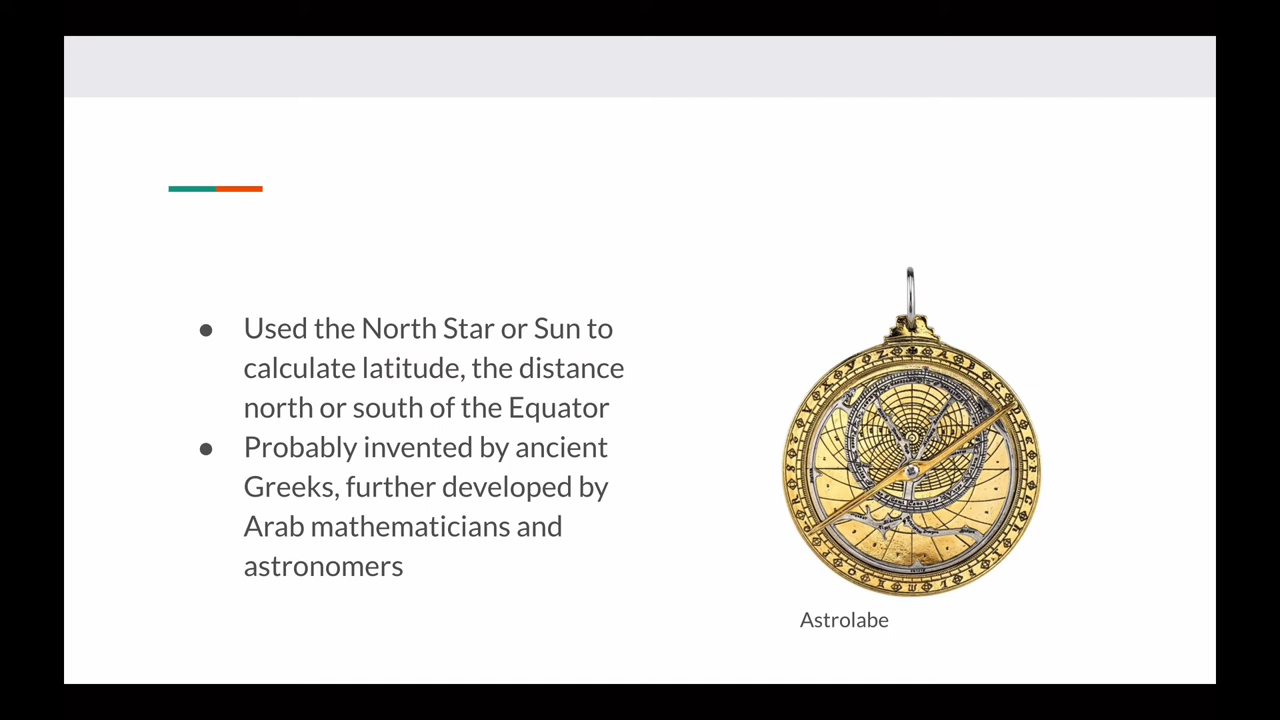 ● Used the North Star or Sun to
calculate latitude, the distance
north or south of the Equator
● Probably invented by ancient
Greeks, further developed by
Arab mathematicians and
astronomers
Astrolabe